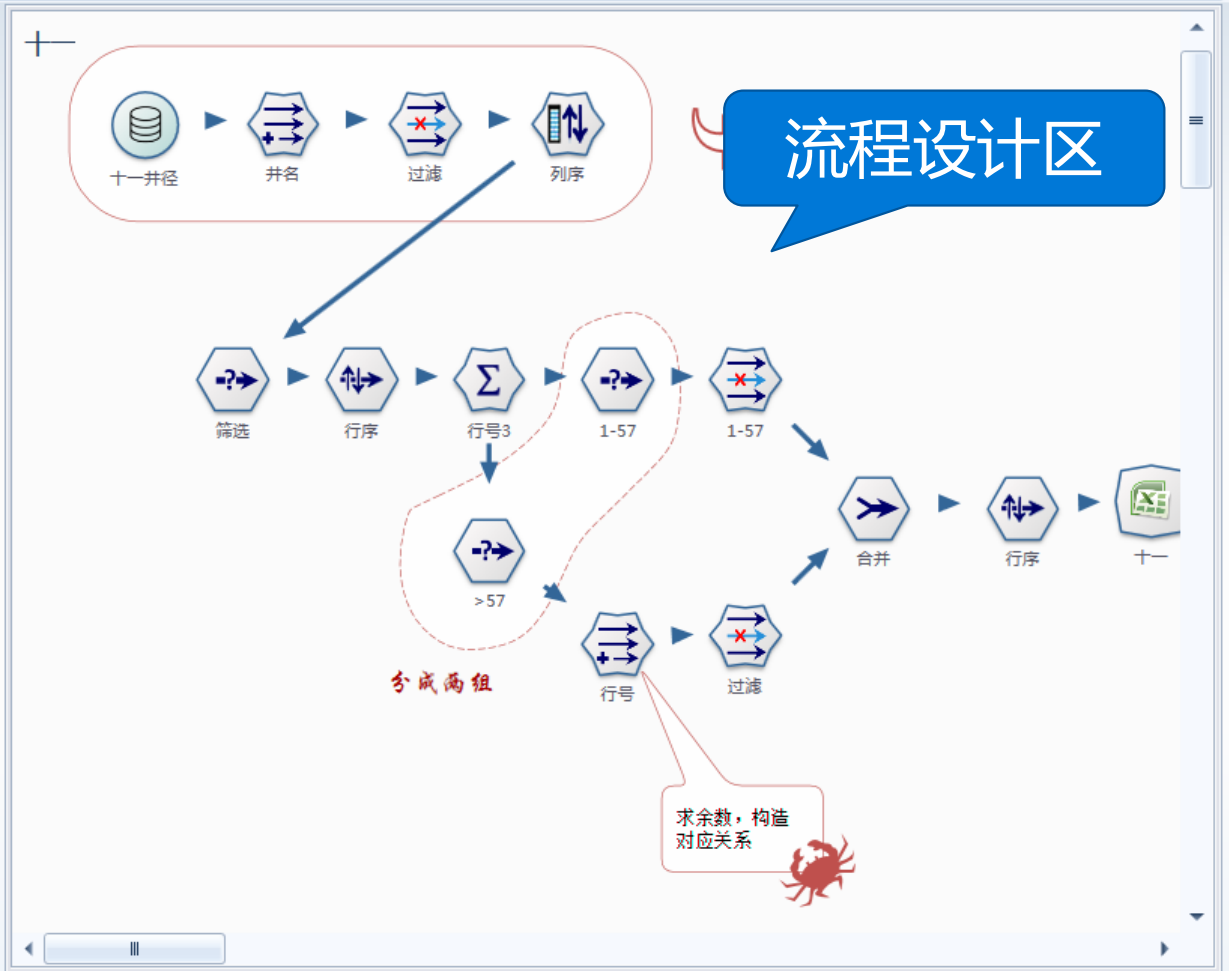 十一
流程设计区
十一井径
井名
过滤
列序
筛选
行序
行号3
1-57
1-57
>57
合并
行序
十一
分成两组
行号
过滤
求余数，构造
对应关系